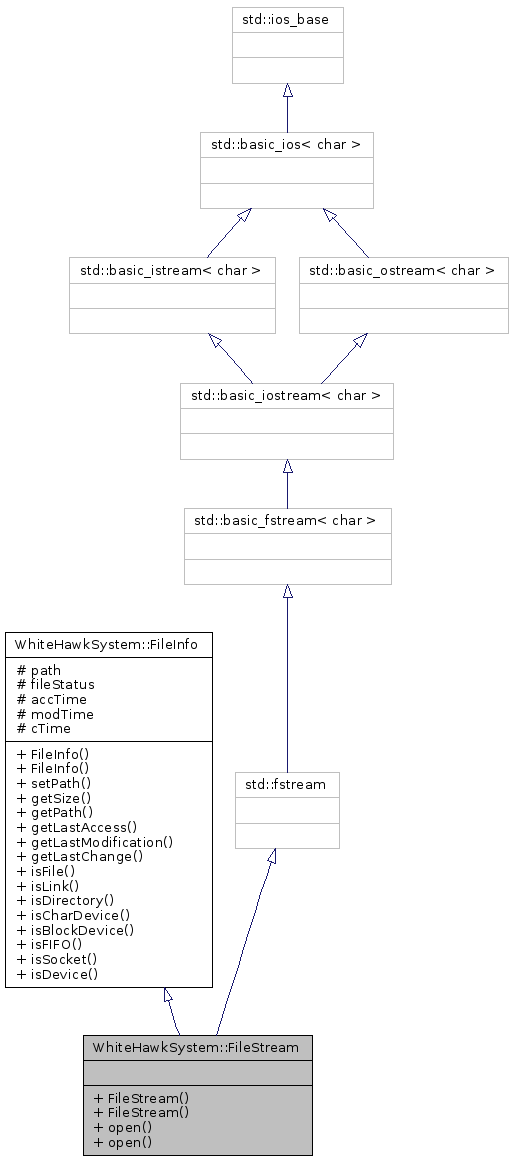 std::ios_base
std::basic_ios< char >
std::basic_istream< char >
std::basic_ostream< char >
std::basic_iostream< char >
std::basic_fstream< char >
WhiteHawkSystem::FileInfo
# path
# fileStatus
# accTime
# modTime
# cTime
+ FileInfo()
+ FileInfo()
+ setPath()
+ getSize()
+ getPath()
+ getLastAccess()
+ getLastModification()
+ getLastChange()
+ isFile()
+ isLink()
+ isDirectory()
+ isCharDevice()
+ isBlockDevice()
+ isFIFO()
+ isSocket()
+ isDevice()
std::fstream
WhiteHawkSystem::FileStream
+ FileStream()
+ FileStream()
+ open()
+ open()